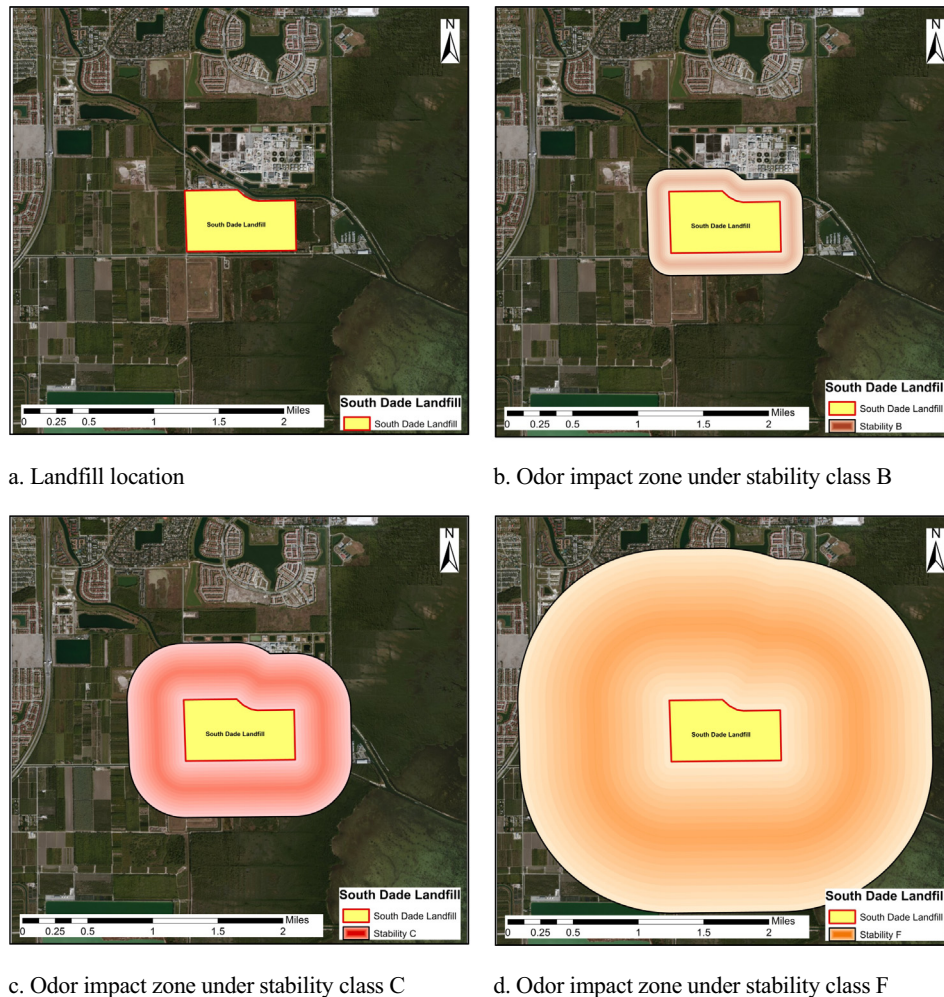 N
South Dade Landfill
Miles
0 0.25 0.5 1 1.5 2
South Dade Landfill
South Dade Landfill
a. Landfill location
N
South Dade Landfill
Miles
0 0.25 0.5 1 1.5 2
South Dade Landfill
South Dade Landfill
Stability B
b. Odor impact zone under stability class B
N
South Dade Landfill
Miles
0 0.25 0.5 1 1.5 2
South Dade Landfill
South Dade Landfill
Stability C
c. Odor impact zone under stability class C
N
South Dade Landfill
Miles
0 0.25 0.5 1 1.5 2
South Dade Landfill
South Dade Landfill
Stability F
d. Odor impact zone under stability class F